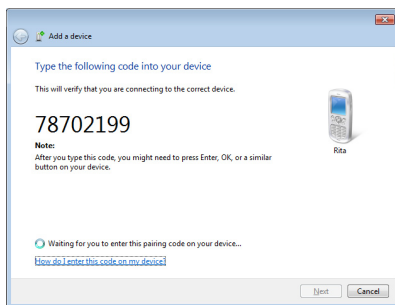 Add a device
Type the following code into your device
This will verify that you are connecting to the correct device.
78702199
Note:
After you type this code, you might need to press Enter, OK, or a similar
button on your device.
Rita
Waiting for you to enter this pairing code on your device...
How do I enter this code on my device?
Next Cancel